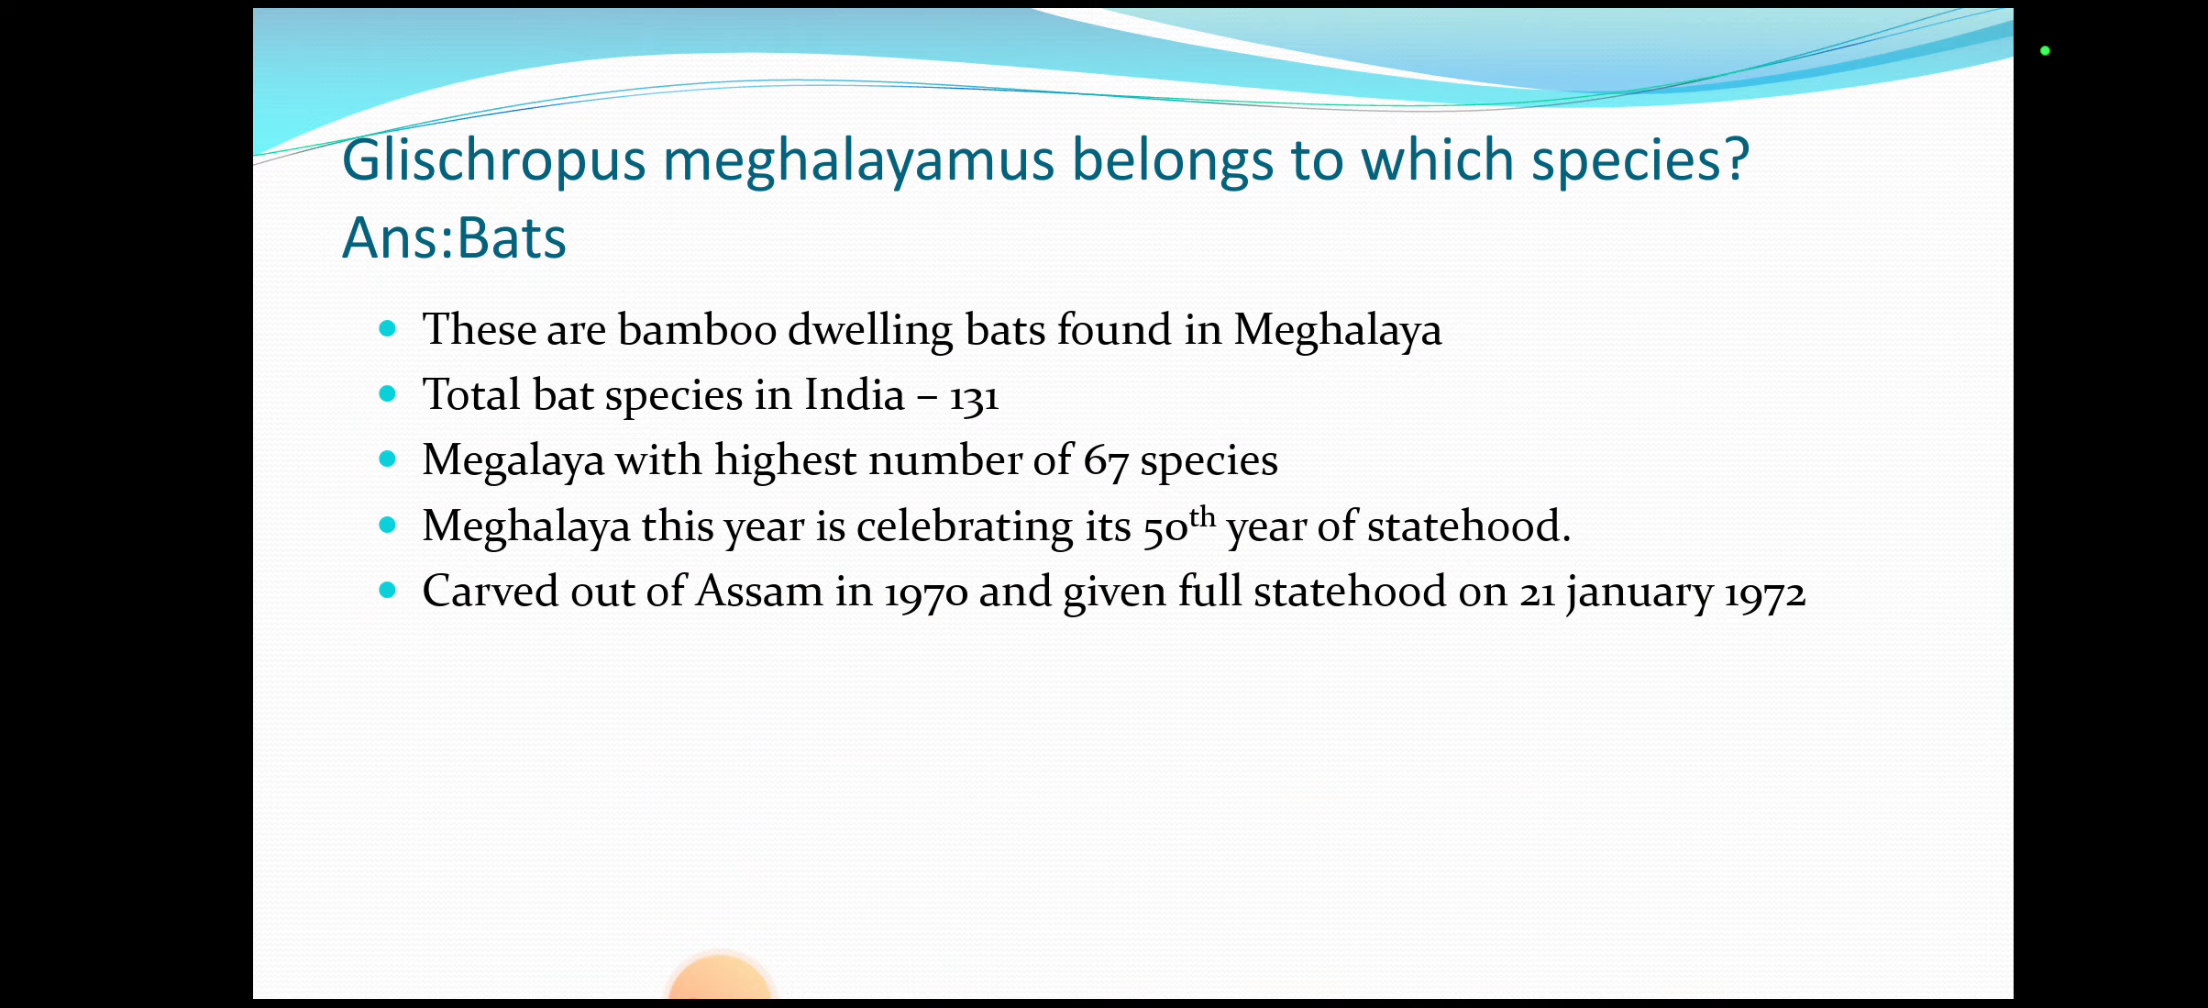 Glischropus meghalayamus belongs to which species?
Ans:Bats
These are bamboo dwelling bats found in Meghalaya
Total bat species in India – 131
Megalaya with highest number of 67 species
Meghalaya this year is celebrating its 50th year of statehood.
Carved out of Assam in 1970 and given full statehood on 21 january 1972